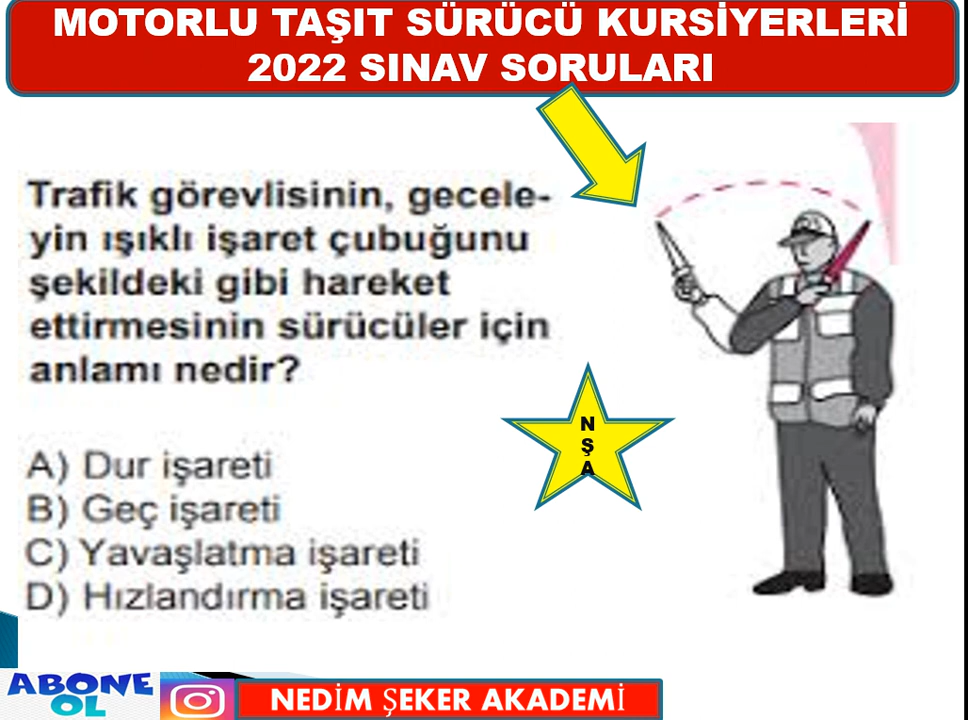 MOTORLU TAŞIT SÜRÜCÜ KURSİYERLERİ
2022 SINAV SORULARI
Trafik görevlisinin, gecele-
yin ışıklı işaret çubuğunu
şekildeki gibi hareket
ettirmesinin sürücüler için
anlamı nedir?
A) Dur işareti
B) Geç işareti
C) Yavaşlatma işareti
D) Hızlandırma işareti
N
Ş
A
ABONE
OL
NEDİM ŞEKER AKADEMİ